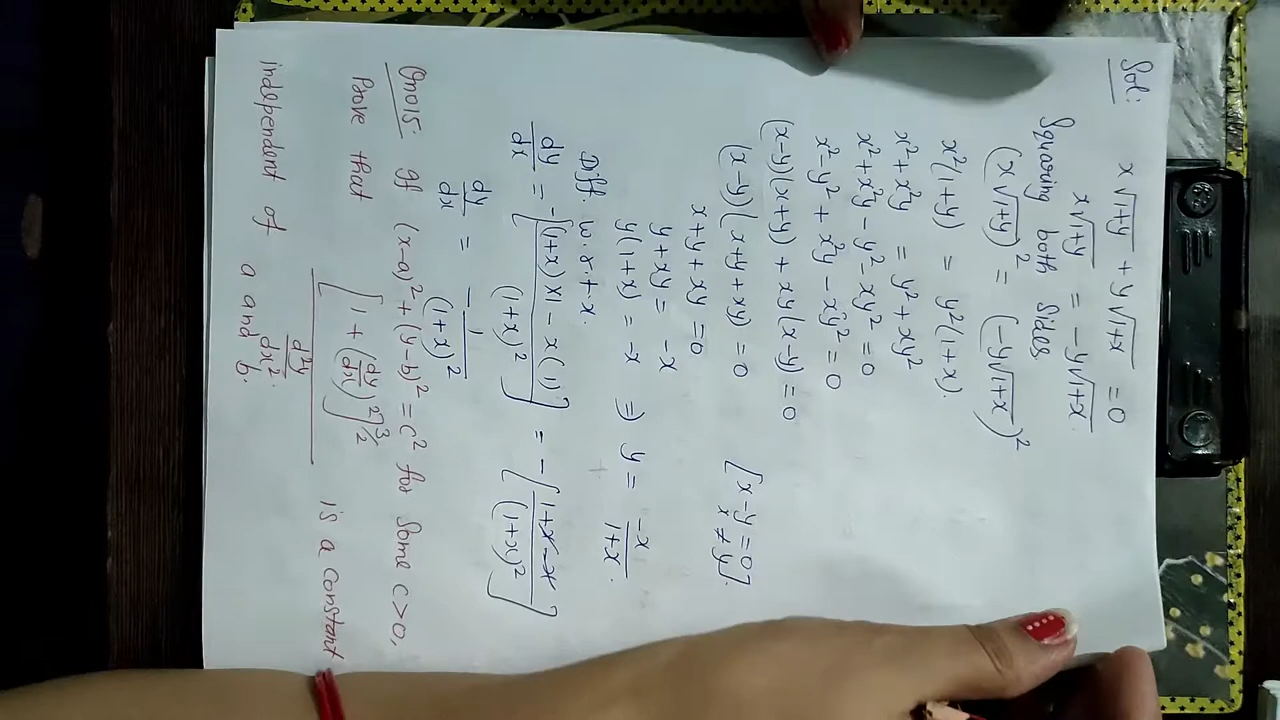 Sol: x√1+y + y√1+x = 0
x√1+y = -y√1+x
Squaring both Sides
(x√1+y)² = (-y√1+x)²
x²(1+y) = y²(1+x).
x²+x²y = y²+xy²
x²+x²y-y²-xy²=0
x²-y²+x²y-xy²=0
(x-y)(x+y)+xy(x-y)=0
(x-y)(x+y+xy)=0 [x-y=0 x≠y].
x+y+xy=0
y+xy=-x
y(1+x)=-x ⇒ y = -x/1+x.
Diff. w.r.t.x.
dy/dx = -[(1+x)×1-x(1)/(1+x)²] = -[1+x-x/(1+x)²]
dy/dx = -1/(1+x)²
Qno15: If (x-a)²+(y-b)²=c² for Some c>0,
Prove that [1+(dy/dx)²]^3/2 / d²y/dx². is a constant
independent of a and b.